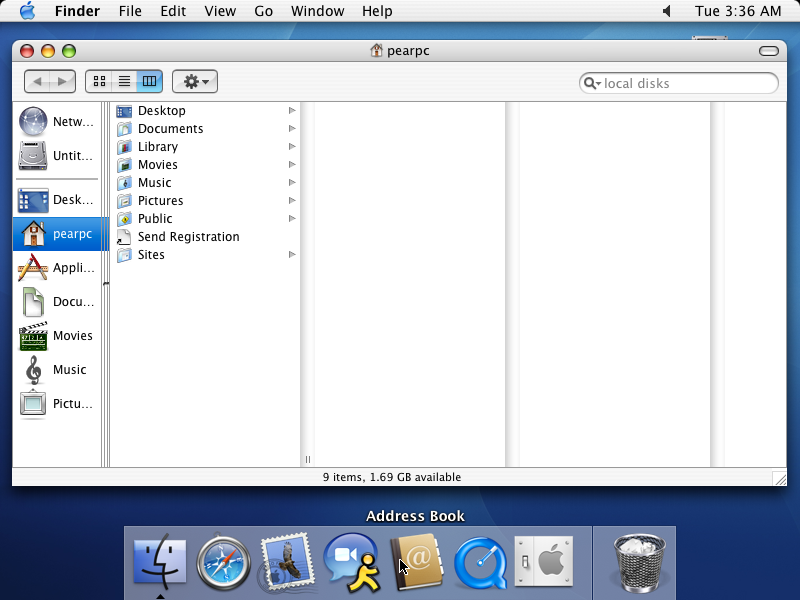 Finder File Edit View Go Window Help Tue 3:36 AM
pearpc
local disks
Netw...
Untit...
Desk...
pearpc
Appli...
Docu...
Movies
Music
Pictu...
Desktop
Documents
Library
Movies
Music
Pictures
Public
Send Registration
Sites
9 items, 1.69 GB available
Address Book
@